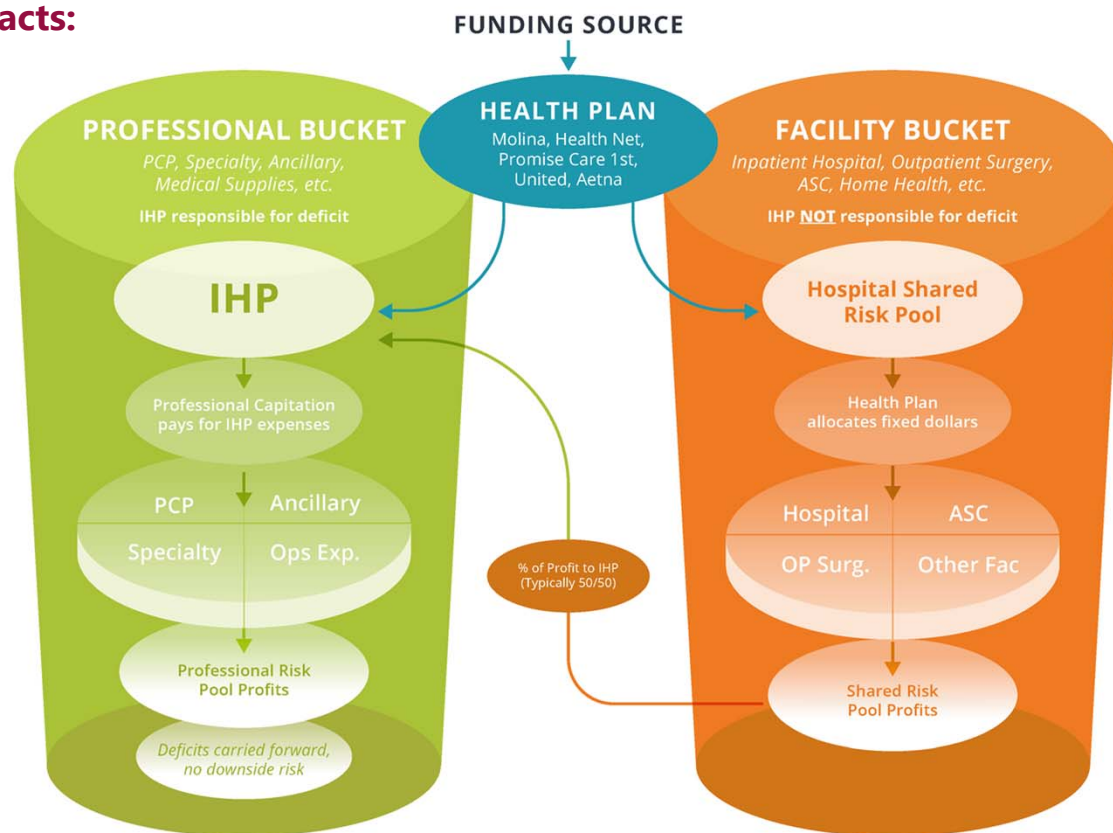 acts:
FUNDING SOURCE
HEALTH PLAN
Molina, Health Net,
Promise Care 1st,
United, Aetna
PROFESSIONAL BUCKET
PCP, Specialty, Ancillary,
Medical Supplies, etc.
IHP responsible for deficit
IHP
Professional Capitation
pays for IHP expenses
PCP
Ancillary
Specialty
Ops Exp.
Professional Risk
Pool Profits
Deficits carried forward,
no downside risk
% of Profit to IHP
(Typically 50/50)
FACILITY BUCKET
Inpatient Hospital, Outpatient Surgery,
ASC, Home Health, etc.
IHP NOT responsible for deficit
Hospital Shared
Risk Pool
Health Plan
allocates fixed dollars
Hospital
ASC
OP Surg.
Other Fac
Shared Risk
Pool Profits